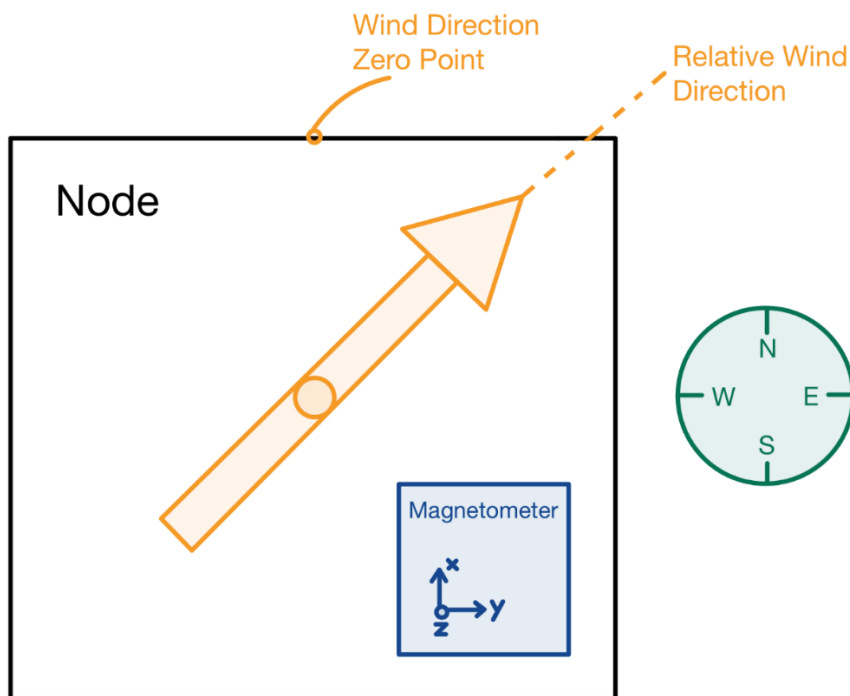 Wind Direction
Zero Point
Relative Wind
Direction
Node
N
W E
S
Magnetometer
x
y
z